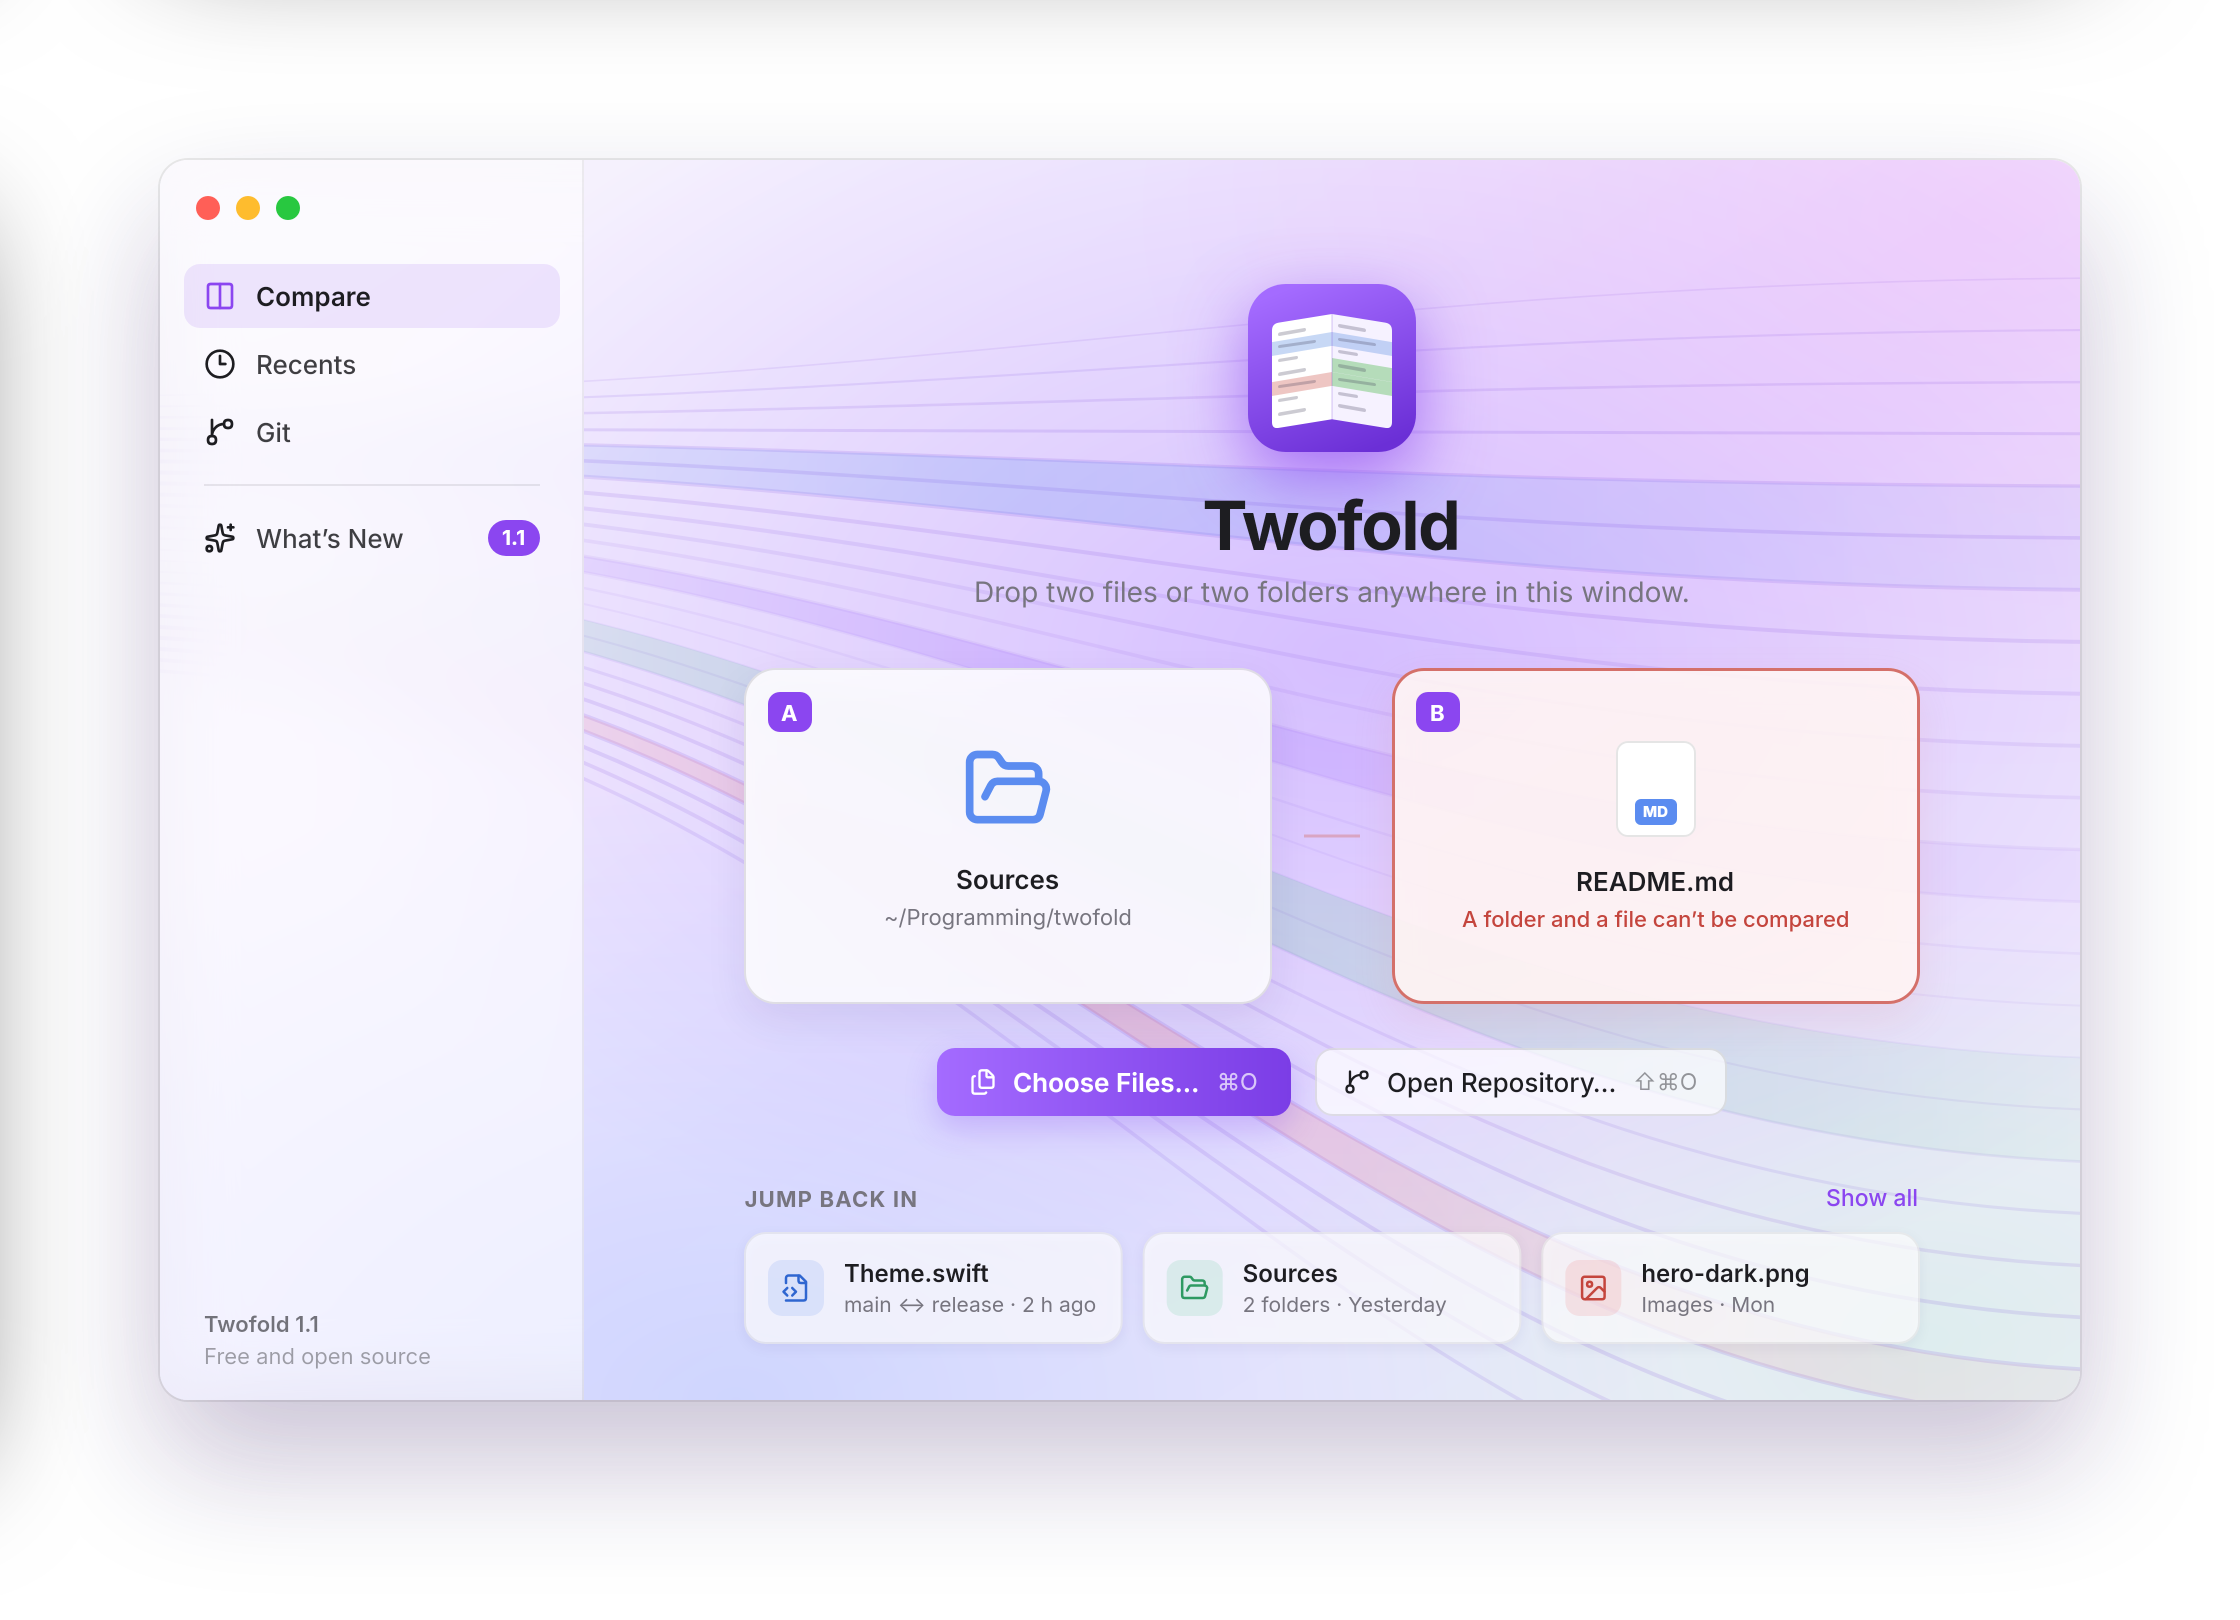 Compare
Recents
Git
What’s New 1.1
Twofold 1.1
Free and open source
Twofold
Drop two files or two folders anywhere in this window.
A
Sources
~/Programming/twofold
B
MD
README.md
A folder and a file can’t be compared
Choose Files… ⌘O
Open Repository… ⇧⌘O
JUMP BACK IN
Show all
Theme.swift
main ↔ release · 2 h ago
Sources
2 folders · Yesterday
hero-dark.png
Images · Mon